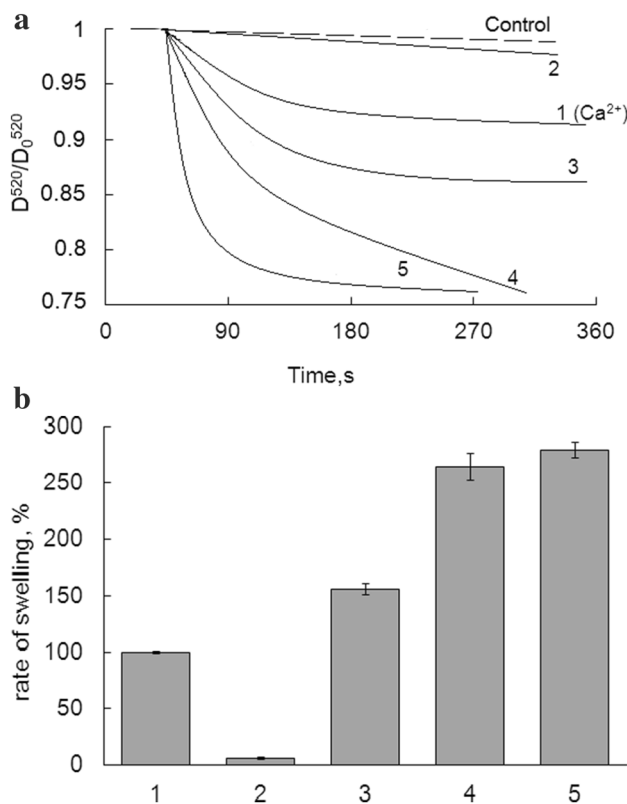 a
Control
1
2
0.95
1 (Ca²⁺)
0.9
D⁵²⁰/D₀⁵²⁰
3
0.85
0.8
5
4
0.75
0 90 180 270 360
Time,s
b
300
250
200
150
100
50
0
rate of swelling, %
1 2 3 4 5